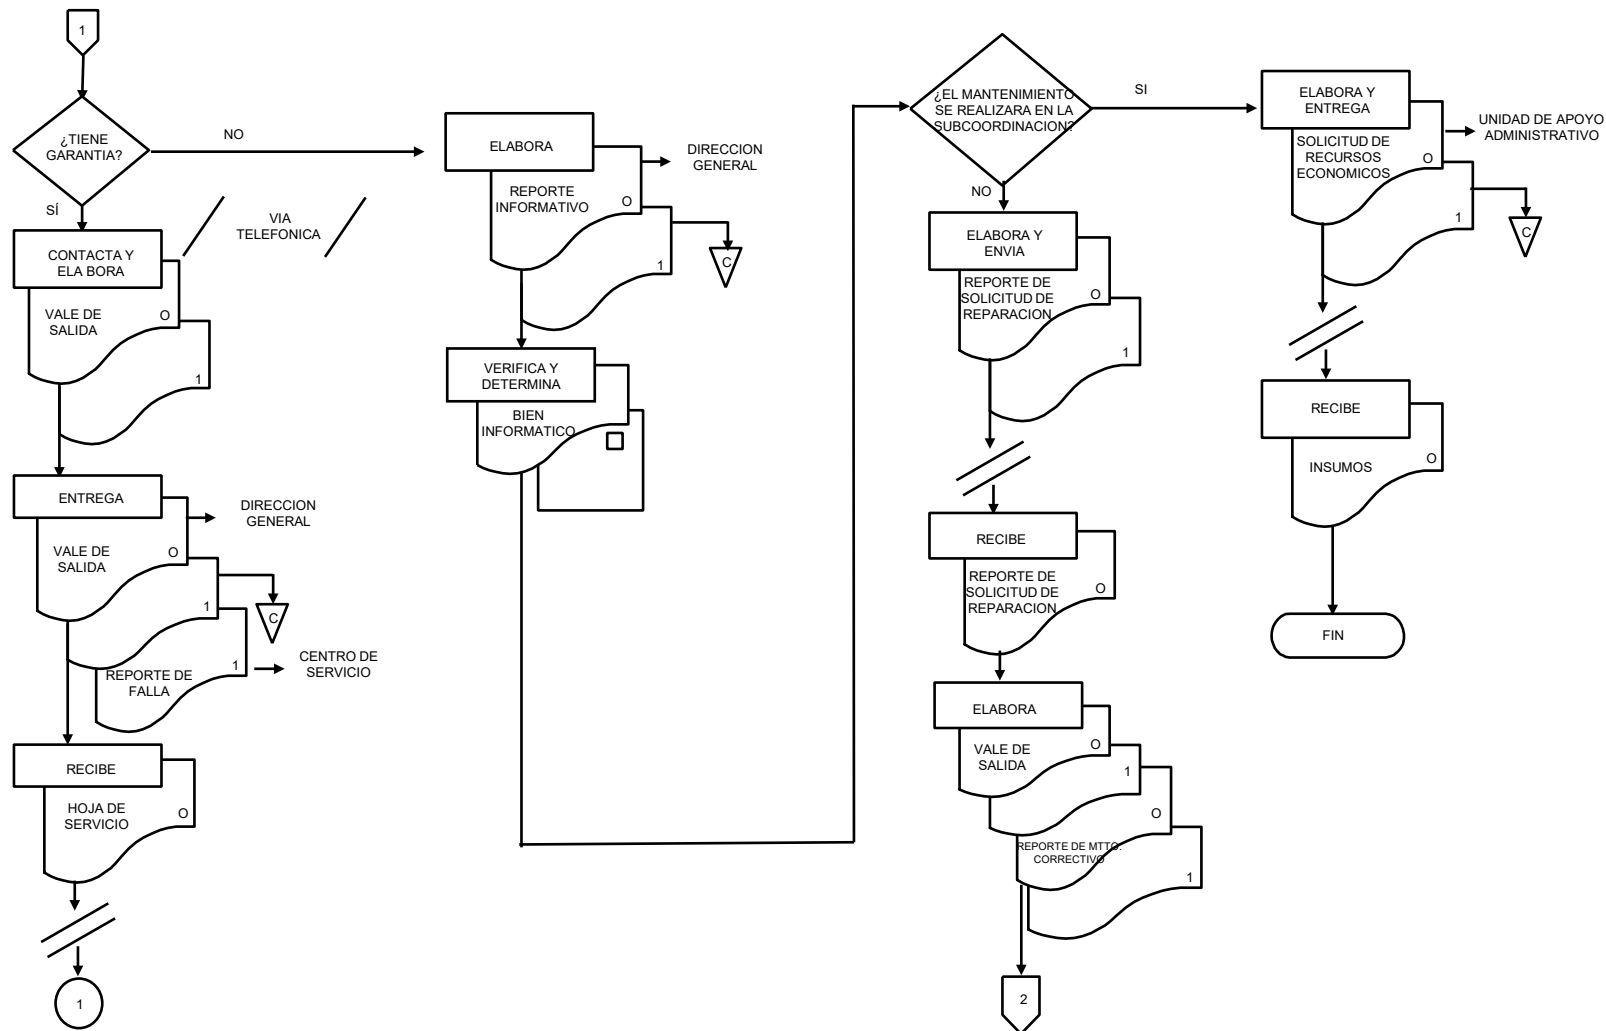 1
¿TIENE
GARANTIA?
NO
SÍ
VIA
TELEFONICA
CONTACTA Y
ELA BORA
VALE DE
SALIDA
O
1
ENTREGA
DIRECCION
GENERAL
VALE DE
SALIDA
O
1
C
REPORTE DE
FALLA
1
CENTRO DE
SERVICIO
RECIBE
HOJA DE
SERVICIO
O
1
ELABORA
DIRECCION
GENERAL
REPORTE
INFORMATIVO
O
1
C
VERIFICA Y
DETERMINA
BIEN
INFORMATICO
¿EL MANTENIMIENTO
SE REALIZARA EN LA
SUBCOORDINACION?
SI
NO
ELABORA Y
ENVIA
REPORTE DE
SOLICITUD DE
REPARACION
O
1
RECIBE
REPORTE DE
SOLICITUD DE
REPARACION
O
ELABORA
VALE DE
SALIDA
O
1
O
REPORTE DE MTTO.
CORRECTIVO
1
2
ELABORA Y
ENTREGA
UNIDAD DE APOYO
ADMINISTRATIVO
SOLICITUD DE
RECURSOS
ECONOMICOS
O
1
C
RECIBE
INSUMOS
O
FIN